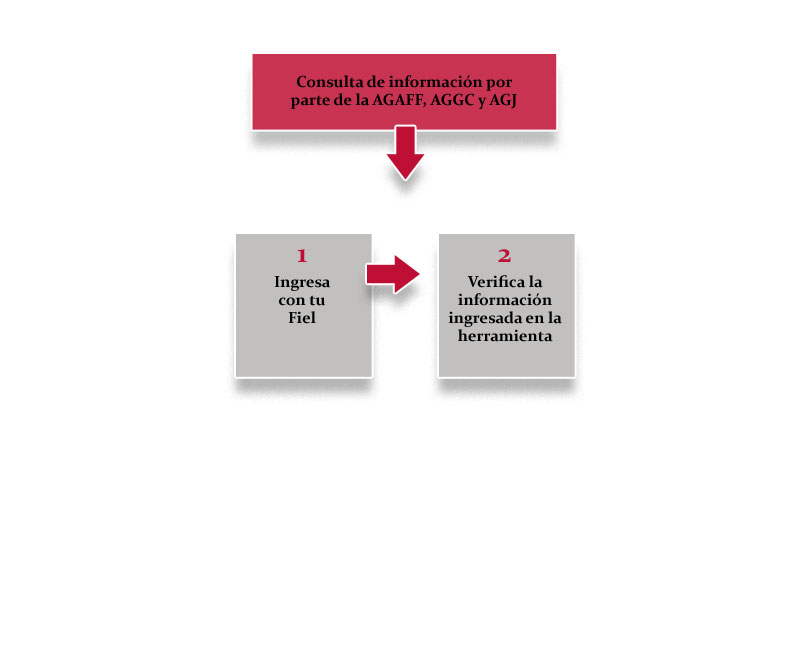 Consulta de información por
parte de la AGAFF, AGGC y AGJ
1
Ingresa
con tu
Fiel
2
Verifica la
información
ingresada en la
herramienta